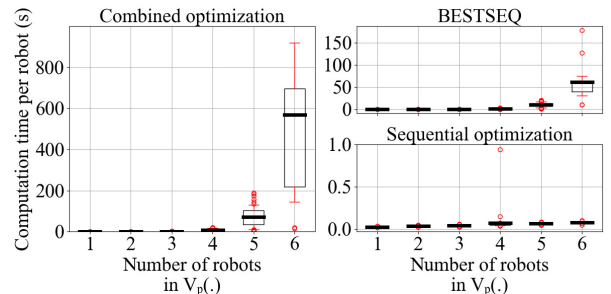 Combined optimization
Computation time per robot (s)
800
600
400
200
0
1 2 3 4 5 6
Number of robots
in Vp(.)
BESTSEQ
150
100
50
0
Sequential optimization
1.0
0.5
0.0
1 2 3 4 5 6
Number of robots
in Vp(.)